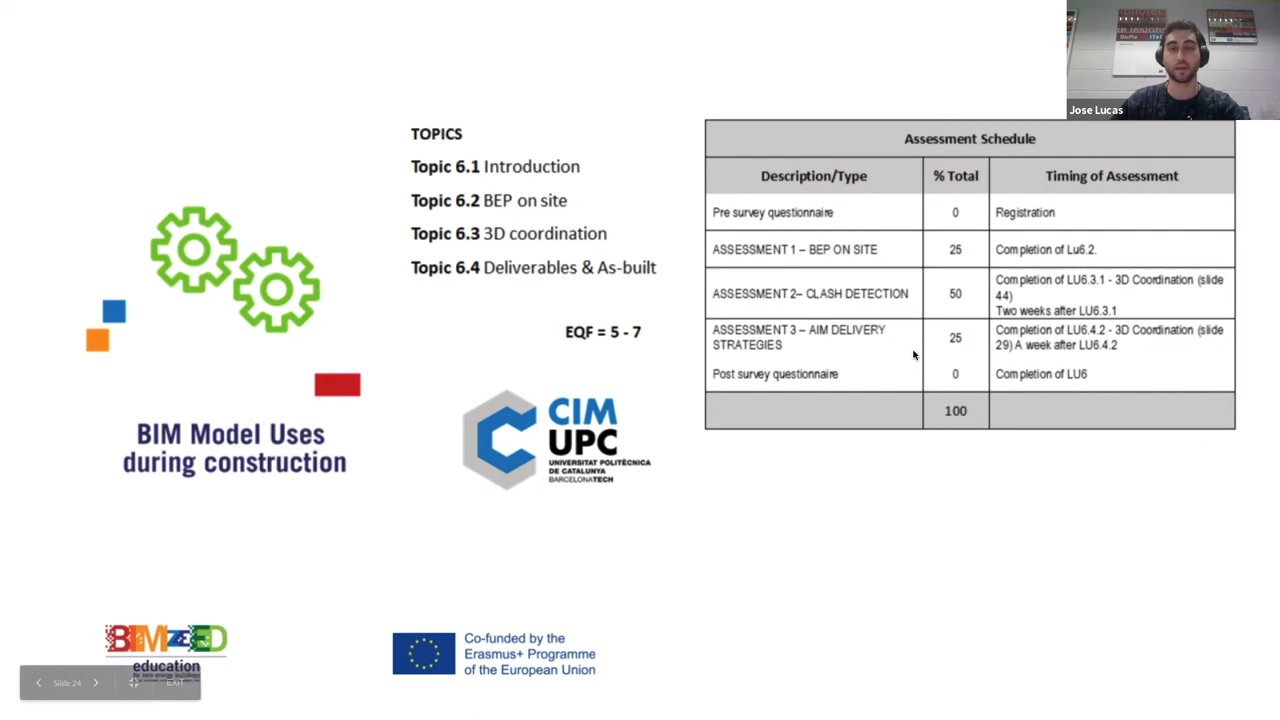 Jose Lucas
TOPICS
Topic 6.1 Introduction
Topic 6.2 BEP on site
Topic 6.3 3D coordination
Topic 6.4 Deliverables & As-built
EQF = 5 - 7
BIM Model Uses
during construction
CIM
UPC
UNIVERSITAT POLITÈCNICA
DE CATALUNYA
BARCELONATECH
Assessment Schedule
Description/Type % Total Timing of Assessment
Pre survey questionnaire 0 Registration
ASSESSMENT 1 – BEP ON SITE 25 Completion of Lu6.2.
ASSESSMENT 2– CLASH DETECTION 50 Completion of LU6.3.1 - 3D Coordination (slide
44)
Two weeks after LU6.3.1
ASSESSMENT 3 – AIM DELIVERY
STRATEGIES 25 Completion of LU6.4.2 - 3D Coordination (slide
29) A week after LU6.4.2
Post survey questionnaire 0 Completion of LU6
100
BIMzeED
education
Co-funded by the
Erasmus+ Programme
of the European Union
Slide 24
EXIT